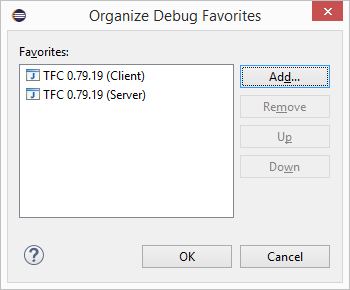 Organize Debug Favorites
Favorites:
TFC 0.79.19 (Client)
TFC 0.79.19 (Server)
Add...
Remove
Up
Down
OK
Cancel